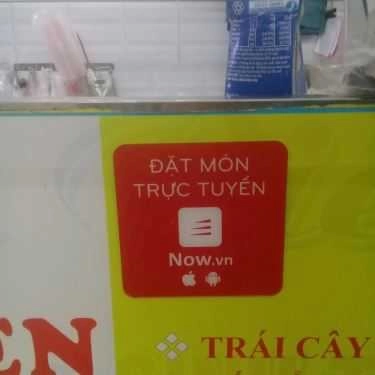 ĐẶT MÓN
TRỰC TUYẾN
Now.vn
EN
TRÁI CÂY